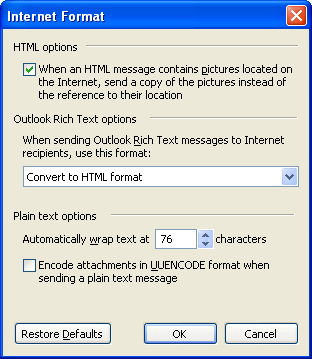 Internet Format
HTML options
When an HTML message contains pictures located on
the Internet, send a copy of the pictures instead of
the reference to their location
Outlook Rich Text options
When sending Outlook Rich Text messages to Internet
recipients, use this format:
Convert to HTML format
Plain text options
Automatically wrap text at 76 characters
Encode attachments in UUENCODE format when
sending a plain text message
Restore Defaults OK Cancel